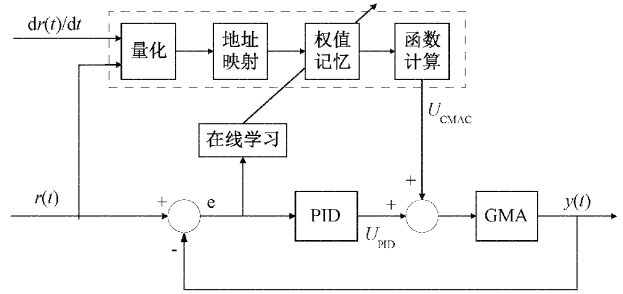 dr(t)/dt
量化
地址
映射
权值
记忆
函数
计算
U_CMAC
在线学习
r(t)
+
e
-
PID
U_PID
+
+
GMA
y(t)